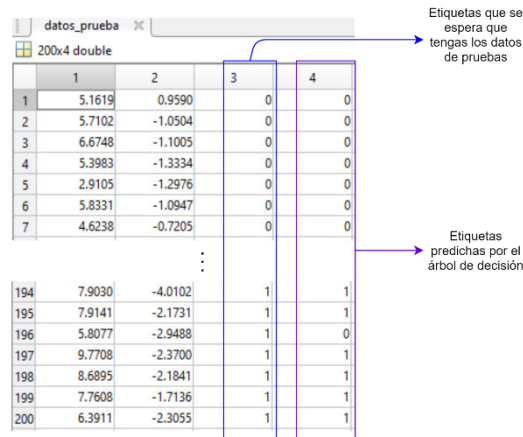 datos_prueba
200x4 double
1 2 3 4
1 5.1619 0.9590 0 0
2 5.7102 -1.0504 0 0
3 6.6748 -1.1005 0 0
4 5.3983 -1.3334 0 0
5 2.9105 -1.2976 0 0
6 5.8331 -1.0947 0 0
7 4.6238 -0.7205 0 0
194 7.9030 -4.0102 1 1
195 7.9141 -2.1731 1 1
196 5.8077 -2.9488 1 0
197 9.7708 -2.3700 1 1
198 8.6895 -2.1841 1 1
199 7.7608 -1.7136 1 1
200 6.3911 -2.3055 1 1
Etiquetas que se
espera que
tengas los datos
de pruebas
Etiquetas
predichas por el
árbol de decisión